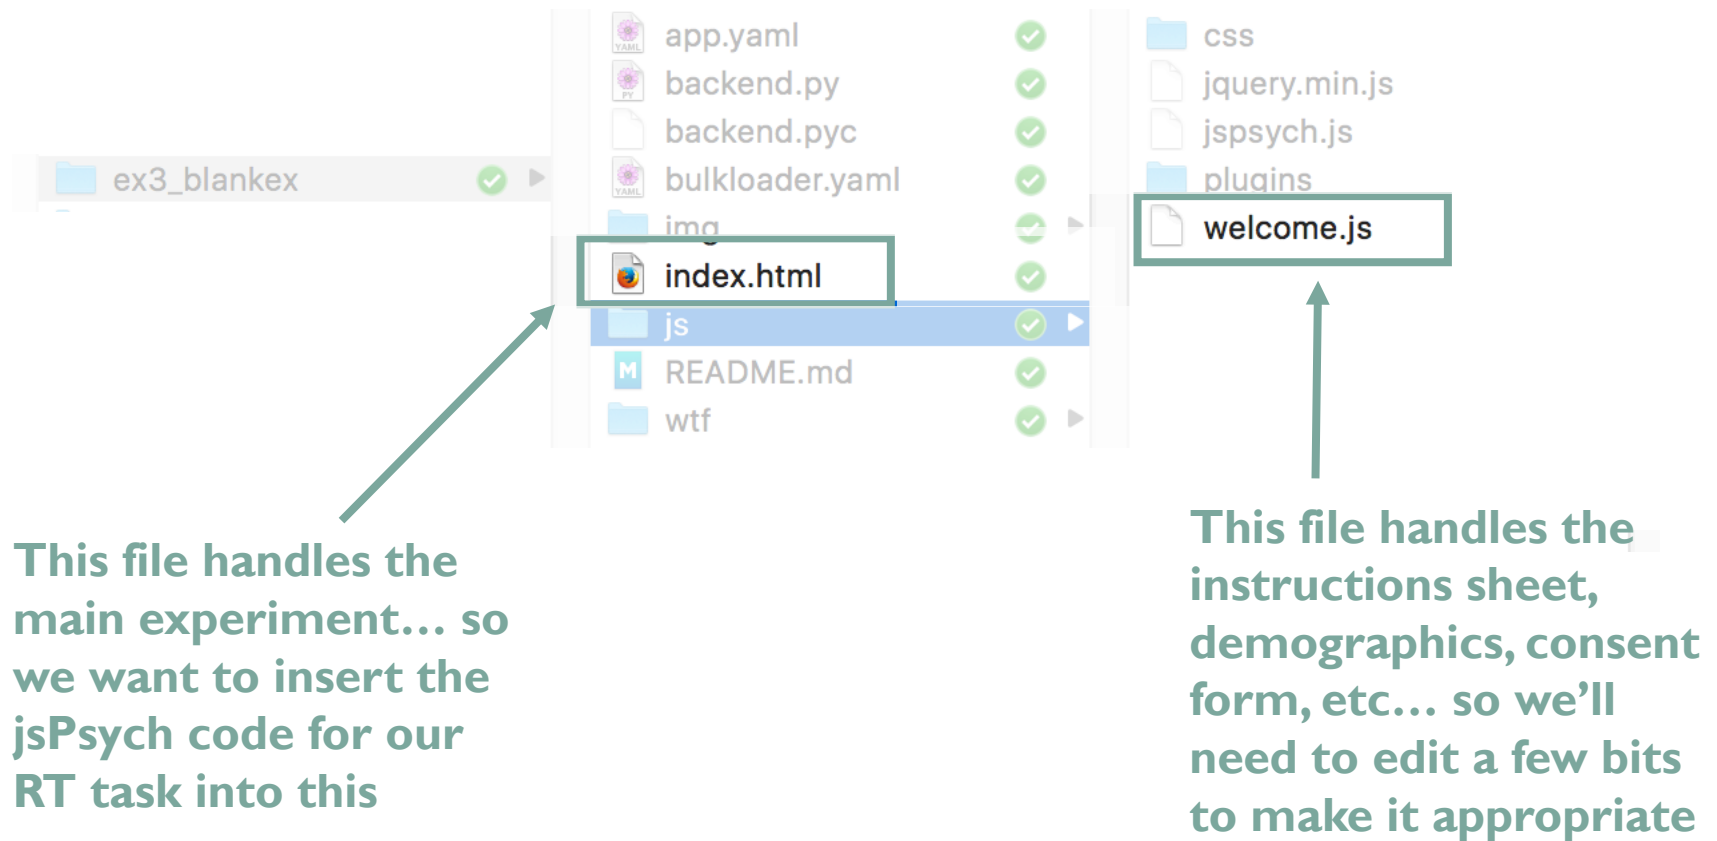 ex3_blankex
app.yaml
backend.py
backend.pyc
bulkloader.yaml
img
index.html
js
README.md
wtf
css
jquery.min.js
jspsych.js
plugins
welcome.js
YAML
PY
YAML
M
This file handles the
main experiment… so
we want to insert the
jsPsych code for our
RT task into this
This file handles the
instructions sheet,
demographics, consent
form, etc… so we’ll
need to edit a few bits
to make it appropriate